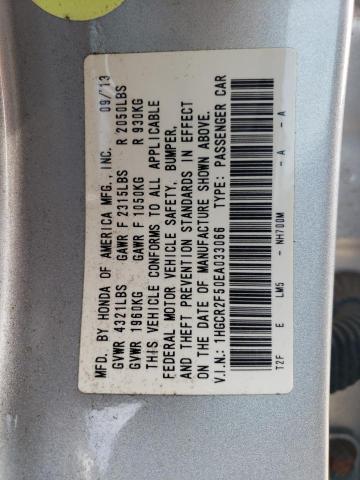 MFD. BY HONDA OF AMERICA MFG., INC. 09/13
GVWR 4321LBS GAWR F 2315LBS R 2050LBS
GVWR 1960KG GAWR F 1050KG R 930KG
THIS VEHICLE CONFORMS TO ALL APPLICABLE
FEDERAL MOTOR VEHICLE SAFETY, BUMPER,
AND THEFT PREVENTION STANDARDS IN EFFECT
ON THE DATE OF MANUFACTURE SHOWN ABOVE.
V.I.N.: 1HGCR2F50EA033066 TYPE: PASSENGER CAR
T2F E LM5 - NH700M - A - A